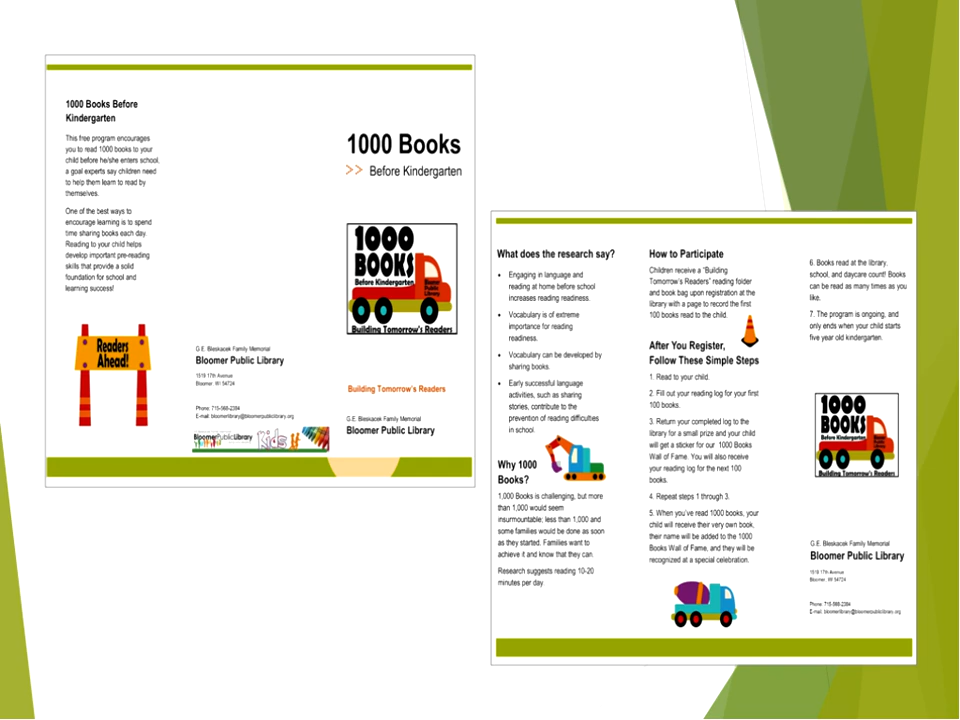 1000 Books Before
Kindergarten
This free program encourages
you to read 1000 books to your
child before he/she enters school,
a goal experts say children need
to help them learn to read by
themselves.
One of the best ways to
encourage learning is to spend
time sharing books each day.
Reading to your child helps
develop important pre-reading
skills that provide a solid
foundation for school and
learning success!
Readers
Ahead!
G.E. Bleskacek Family Memorial
Bloomer Public Library
1519 17th Avenue
Bloomer, WI 54724
Phone: 715-568-2384
E-mail: bloomerlibrary@bloomerpubliclibrary.org
BloomerPublicLibrary
Kids
1000 Books
>> Before Kindergarten
1000
BOOKS
Before Kindergarten
Bloomer
Public
Library
Building Tomorrow's Readers
Building Tomorrow's Readers
G.E. Bleskacek Family Memorial
Bloomer Public Library
What does the research say?
• Engaging in language and
reading at home before school
increases reading readiness.
• Vocabulary is of extreme
importance for reading
readiness.
• Vocabulary can be developed by
sharing books.
• Early successful language
activities, such as sharing
stories, contribute to the
prevention of reading difficulties
in school.
Why 1000
Books?
1,000 Books is challenging, but more
than 1,000 would seem
insurmountable; less than 1,000 and
some families would be done as soon
as they started. Families want to
achieve it and know that they can.
Research suggests reading 10-20
minutes per day.
How to Participate
Children receive a "Building
Tomorrow's Readers" reading folder
and book bag upon registration at the
library with a page to record the first
100 books read to the child.
After You Register,
Follow These Simple Steps
1. Read to your child.
2. Fill out your reading log for your first
100 books.
3. Return your completed log to the
library for a small prize and your child
will get a sticker for our 1000 Books
Wall of Fame. You will also receive
your reading log for the next 100
books.
4. Repeat steps 1 through 3.
5. When you've read 1000 books, your
child will receive their very own book,
their name will be added to the 1000
Books Wall of Fame, and they will be
recognized at a special celebration.
6. Books read at the library,
school, and daycare count! Books
can be read as many times as you
like.
7. The program is ongoing, and
only ends when your child starts
five year old kindergarten.
1000
BOOKS
Before Kindergarten
Bloomer
Public
Library
Building Tomorrow's Readers
G.E. Bleskacek Family Memorial
Bloomer Public Library
1519 17th Avenue
Bloomer, WI 54724
Phone: 715-568-2384
E-mail: bloomerlibrary@bloomerpubliclibrary.org